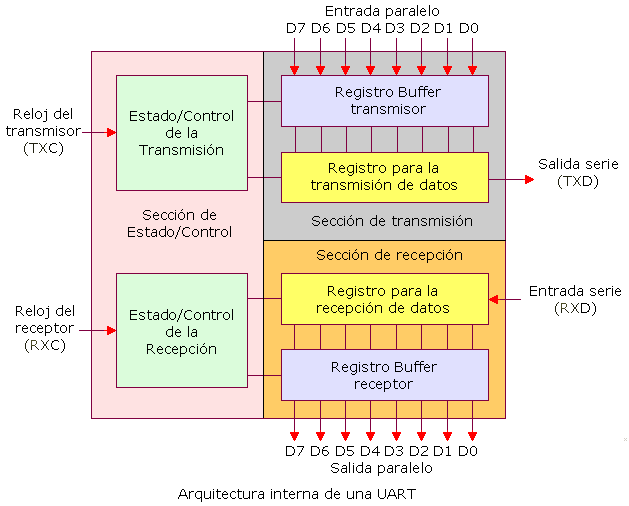 Entrada paralelo
D7 D6 D5 D4 D3 D2 D1 D0
Registro Buffer
transmisor
Estado/Control
de la
Transmisión
Reloj del
transmisor
(TXC)
Registro para la
transmisión de datos
Salida serie
(TXD)
Sección de
Estado/Control
Sección de transmisión
Sección de recepción
Registro para la
recepción de datos
Entrada serie
(RXD)
Reloj del
receptor
(RXC)
Estado/Control
de la
Recepción
Registro Buffer
receptor
D7 D6 D5 D4 D3 D2 D1 D0
Salida paralelo
Arquitectura interna de una UART